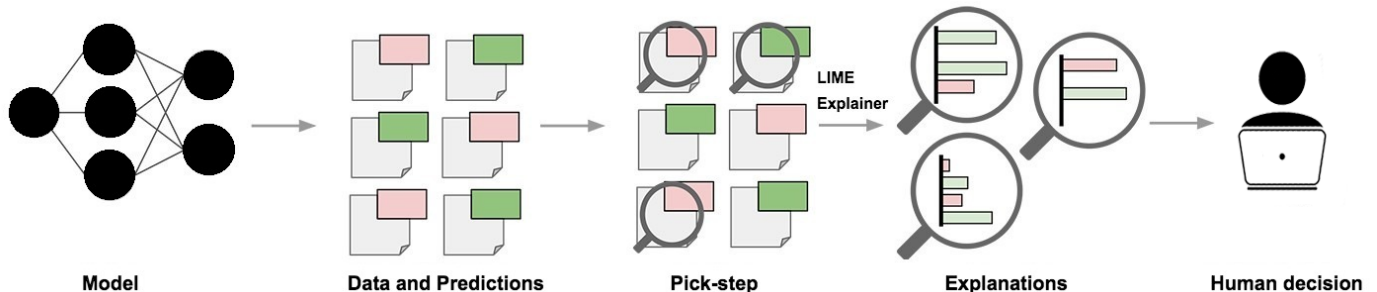 LIME
Explainer
Model
Data and Predictions
Pick-step
Explanations
Human decision